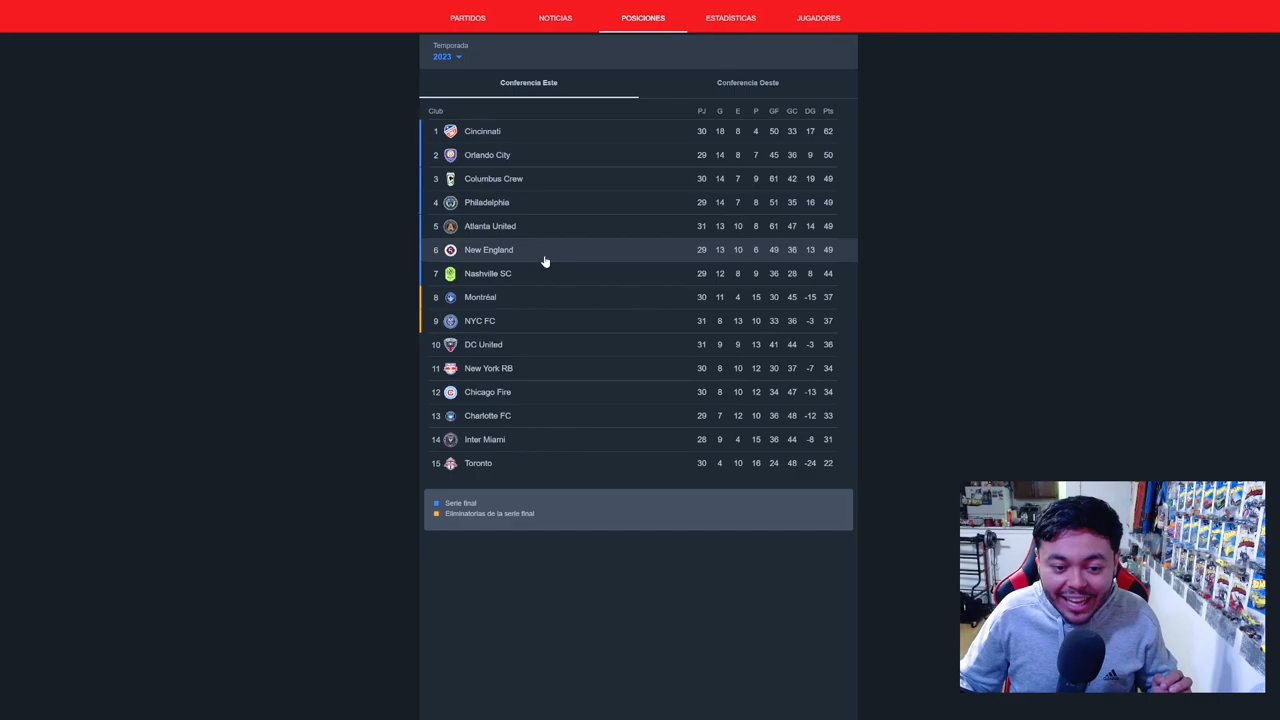 PARTIDOS NOTICIAS POSICIONES ESTADÍSTICAS JUGADORES
Temporada
2023
Conferencia Este Conferencia Oeste
Club PJ G E P GF GC DG Pts
1 Cincinnati 30 18 8 4 50 33 17 62
2 Orlando City 29 14 8 7 45 36 9 50
3 Columbus Crew 30 14 7 9 61 42 19 49
4 Philadelphia 29 14 7 8 51 35 16 49
5 Atlanta United 31 13 10 8 61 47 14 49
6 New England 29 13 10 6 49 36 13 49
7 Nashville SC 29 12 8 9 36 28 8 44
8 Montréal 30 11 4 15 30 45 -15 37
9 NYC FC 31 8 13 10 33 36 -3 37
10 DC United 31 9 9 13 41 44 -3 36
11 New York RB 30 8 10 12 30 37 -7 34
12 Chicago Fire 30 8 10 12 34 47 -13 34
13 Charlotte FC 29 7 12 10 36 48 -12 33
14 Inter Miami 28 9 4 15 36 44 -8 31
15 Toronto 30 4 10 16 24 48 -24 22
Serie final
Eliminatorias de la serie final